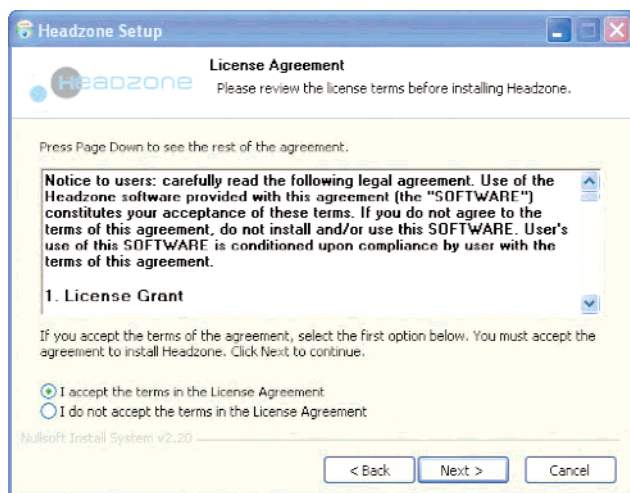 Headzone Setup
License Agreement
Please review the license terms before installing Headzone.
HEADZONE
Press Page Down to see the rest of the agreement.
Notice to users: carefully read the following legal agreement. Use of the
Headzone software provided with this agreement (the "SOFTWARE")
constitutes your acceptance of these terms. If you do not agree to the
terms of this agreement, do not install and/or use this SOFTWARE. User's
use of this SOFTWARE is conditioned upon compliance by user with the
terms of this agreement.
1. License Grant
If you accept the terms of the agreement, select the first option below. You must accept the
agreement to install Headzone. Click Next to continue.
I accept the terms in the License Agreement
I do not accept the terms in the License Agreement
Nullsoft Install System v2.20
< Back
Next >
Cancel